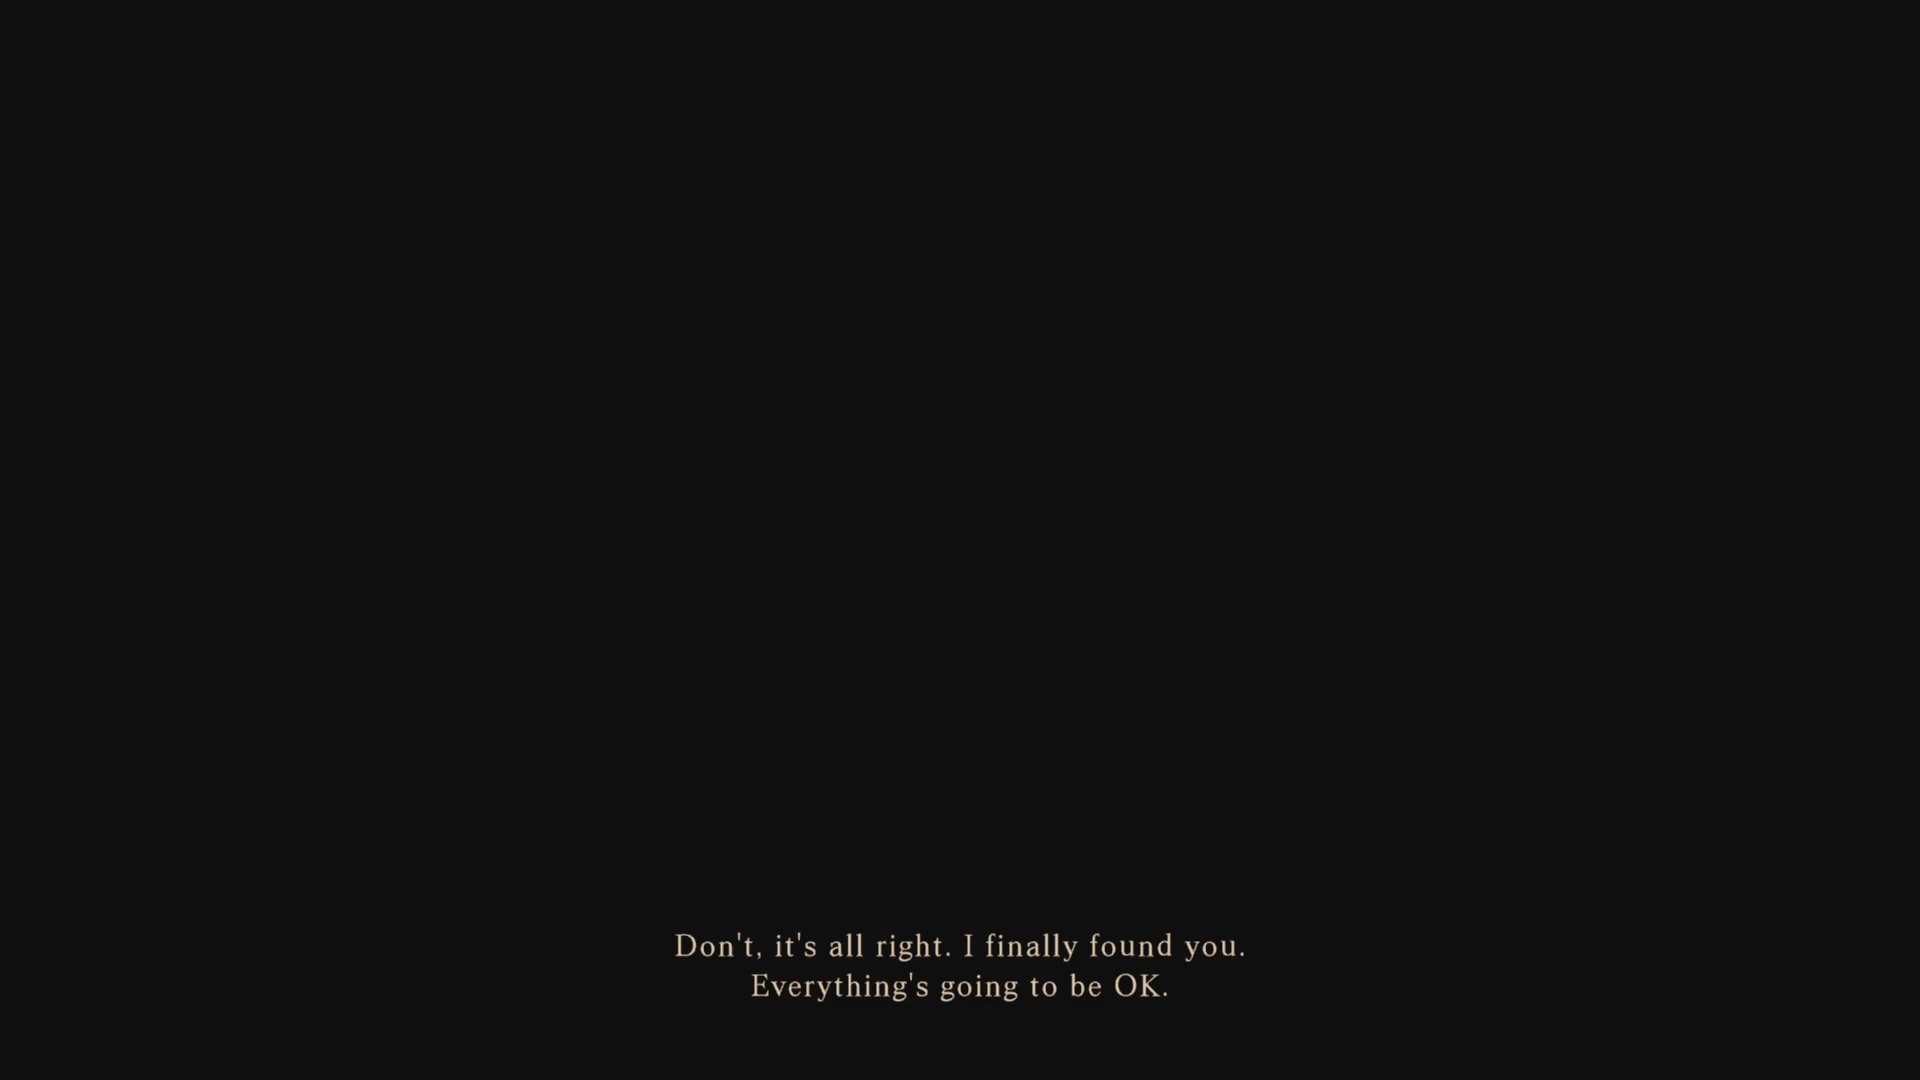 Don't, it's all right. I finally found you.
Everything's going to be OK.